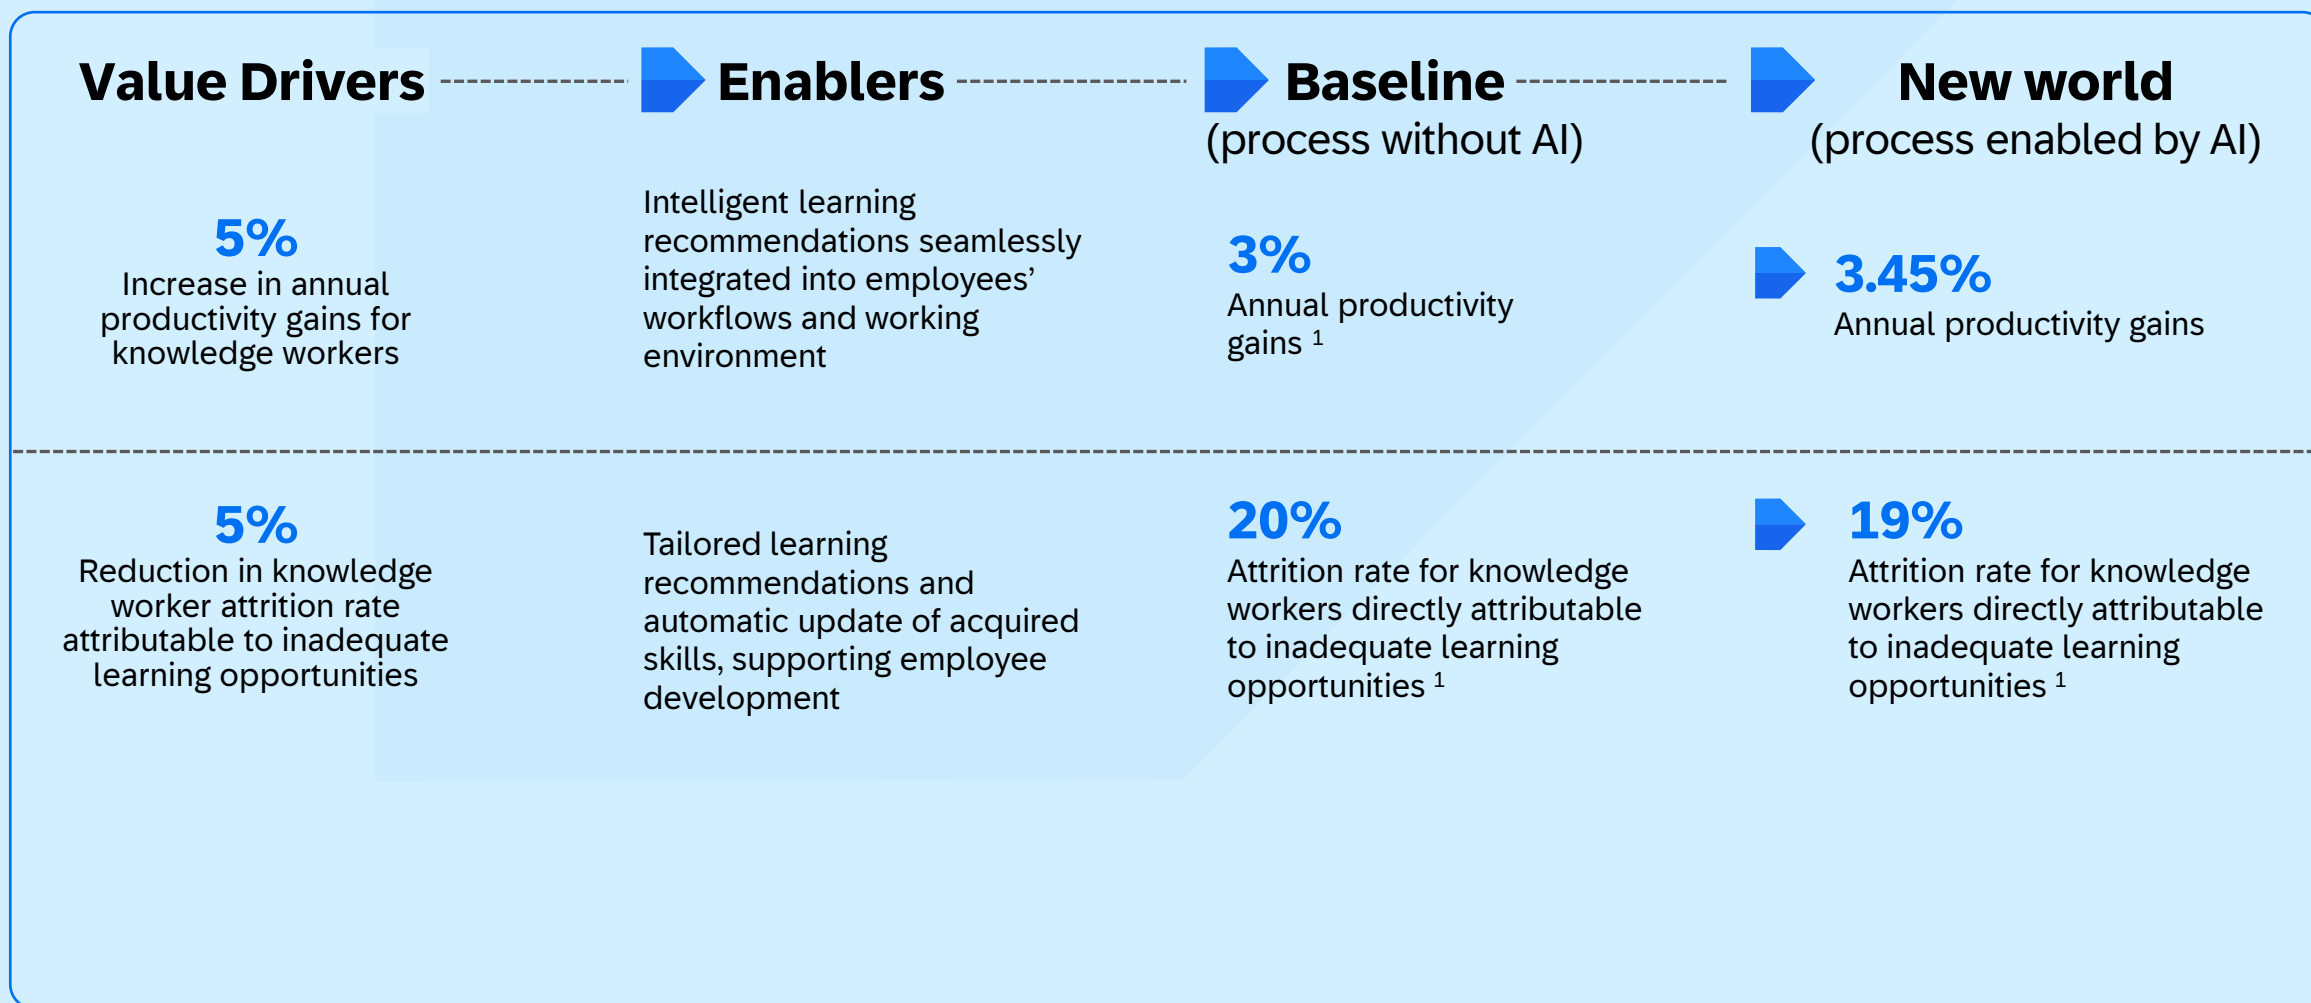 Value Drivers
Enablers
Baseline
(process without AI)
New world
(process enabled by AI)
5%
Increase in annual
productivity gains for
knowledge workers
Intelligent learning
recommendations seamlessly
integrated into employees’
workflows and working
environment
3%
Annual productivity
gains 1
3.45%
Annual productivity gains
5%
Reduction in knowledge
worker attrition rate
attributable to inadequate
learning opportunities
Tailored learning
recommendations and
automatic update of acquired
skills, supporting employee
development
20%
Attrition rate for knowledge
workers directly attributable
to inadequate learning
opportunities 1
19%
Attrition rate for knowledge
workers directly attributable
to inadequate learning
opportunities 1